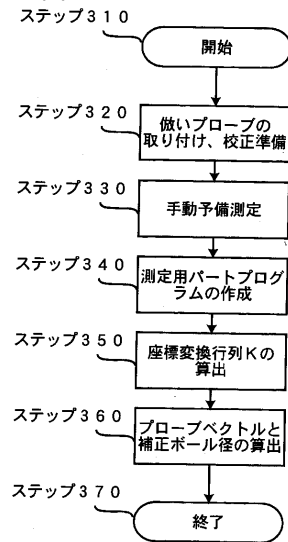 ステップ３１０
開始
ステップ３２０
倣いプローブの
取り付け、校正準備
ステップ３３０
手動予備測定
ステップ３４０
測定用パートプログ
ラムの作成
ステップ３５０
座標変換行列Ｋの
算出
ステップ３６０
プローブベクトルと
補正ボール径の算出
ステップ３７０
終了